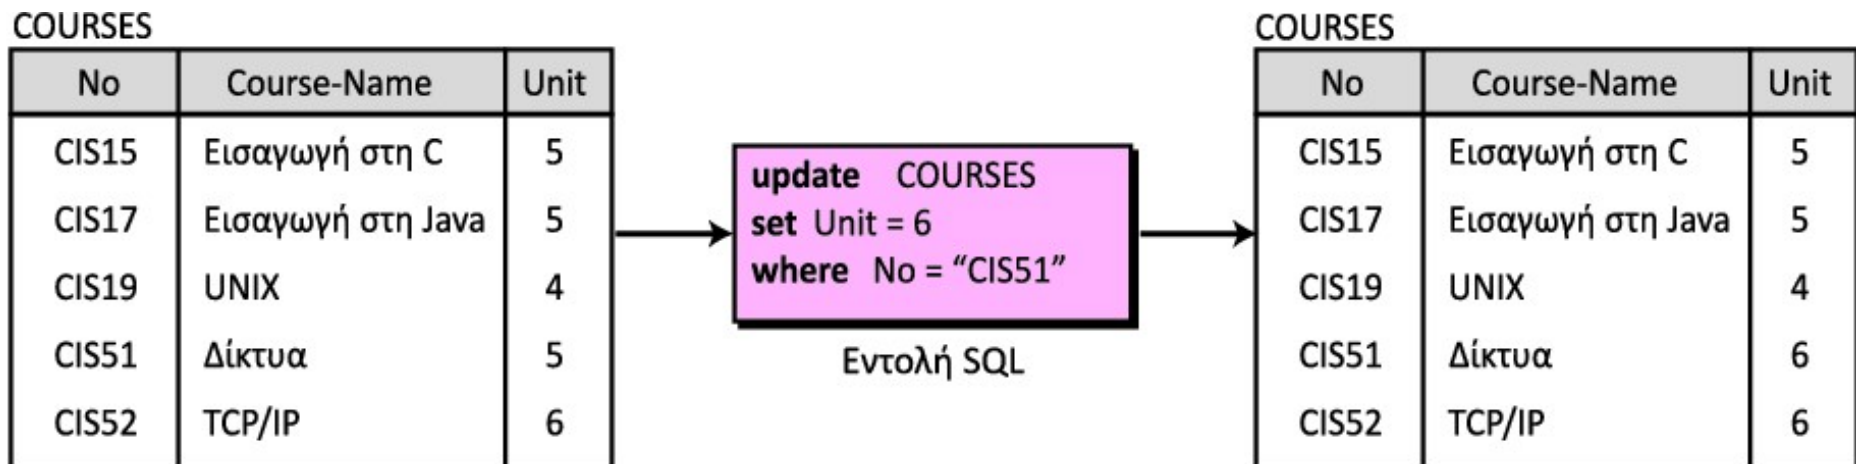 COURSES
No Course-Name Unit
CIS15 Εισαγωγή στη C 5
CIS17 Εισαγωγή στη Java 5
CIS19 UNIX 4
CIS51 Δίκτυα 5
CIS52 TCP/IP 6
update COURSES
set Unit = 6
where No = “CIS51”
Εντολή SQL
COURSES
No Course-Name Unit
CIS15 Εισαγωγή στη C 5
CIS17 Εισαγωγή στη Java 5
CIS19 UNIX 4
CIS51 Δίκτυα 6
CIS52 TCP/IP 6